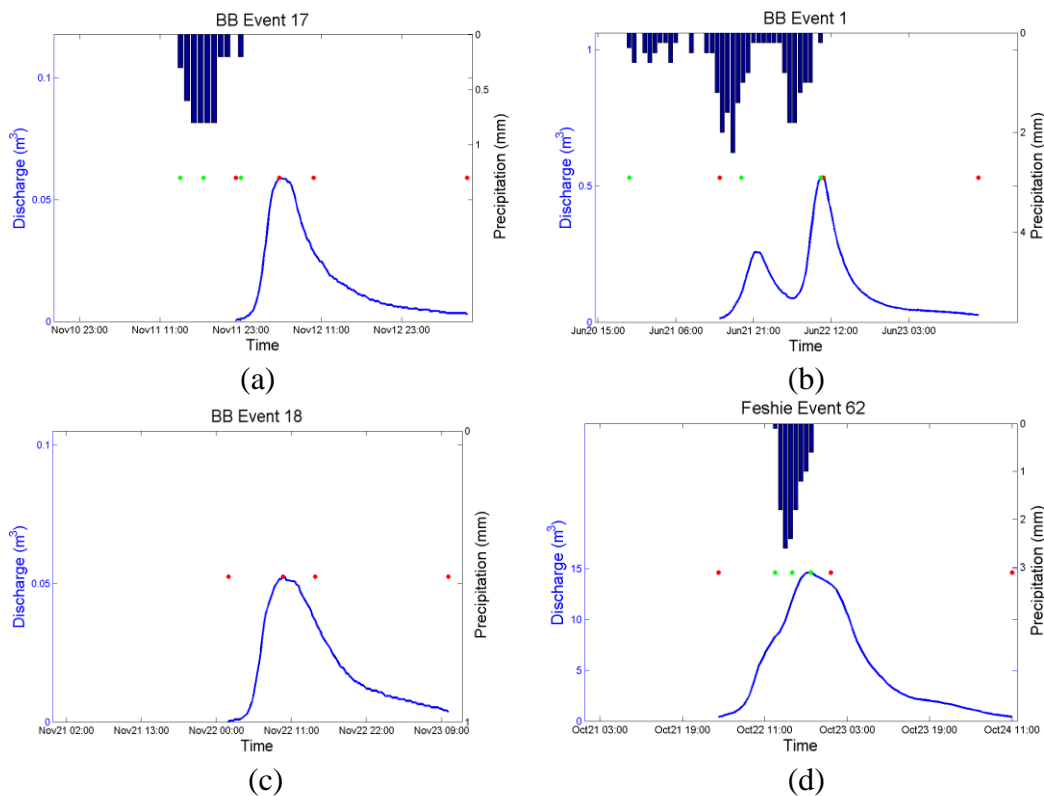 BB Event 17
0.1
0.05
0
Discharge (m³)
0
0.5
1
Precipitation (mm)
Nov10 23:00 Nov11 11:00 Nov11 23:00 Nov12 11:00 Nov12 23:00
Time
(a)
BB Event 1
1
0.5
0
Discharge (m³)
0
2
4
Precipitation (mm)
Jun20 15:00 Jun21 06:00 Jun21 21:00 Jun22 12:00 Jun23 03:00
Time
(b)
BB Event 18
0.1
0.05
0
Discharge (m³)
0
1
Precipitation (mm)
Nov21 02:00 Nov21 13:00 Nov22 00:00 Nov22 11:00 Nov22 22:00 Nov23 09:00
Time
(c)
Feshie Event 62
15
10
5
0
Discharge (m³)
0
1
2
3
Precipitation (mm)
Oct21 03:00 Oct21 19:00 Oct22 11:00 Oct23 03:00 Oct23 19:00 Oct24 11:00
Time
(d)